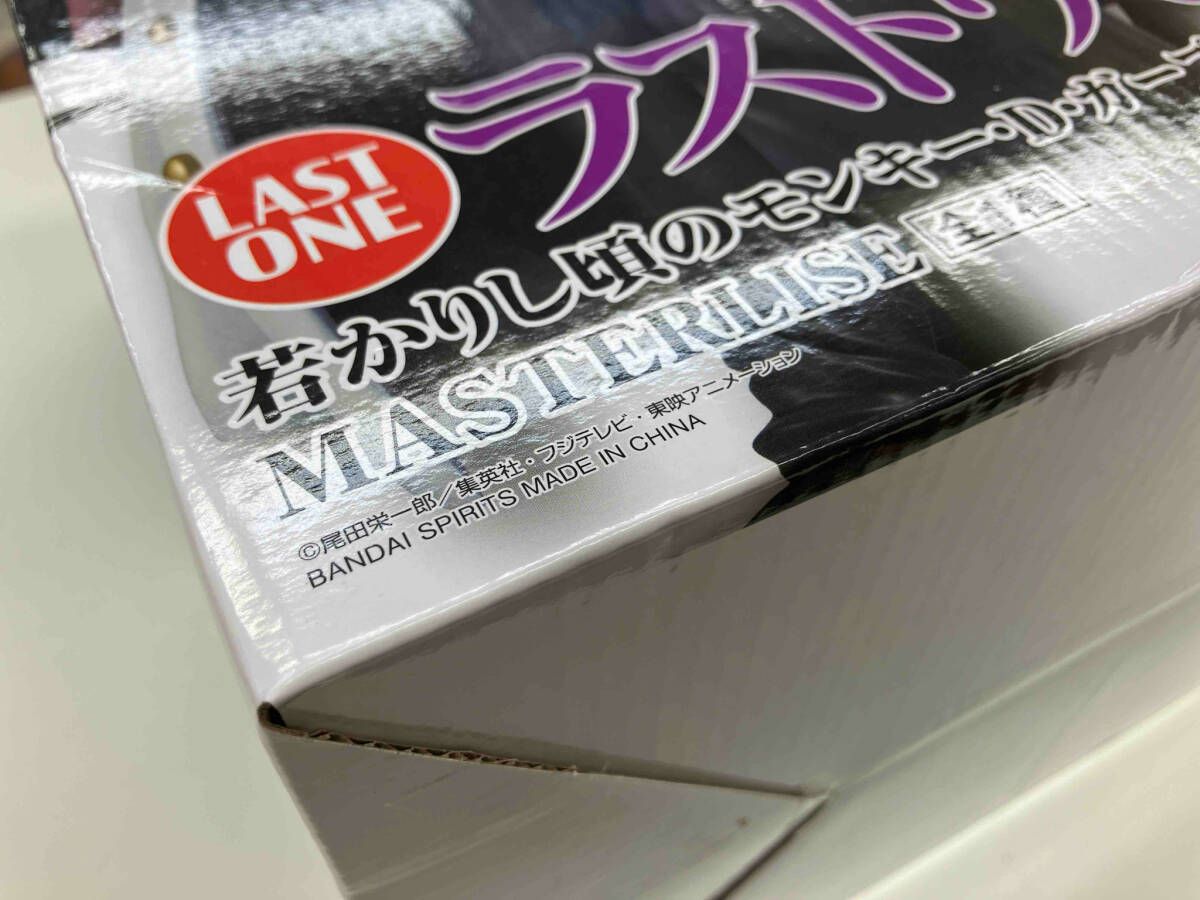 LAST
ONE
ラスト
若かりし頃のモンキー・D・ガー
MASTERLISE 全1種
©尾田栄一郎／集英社・フジテレビ・東映アニメーション
BANDAI SPIRITS MADE IN CHINA